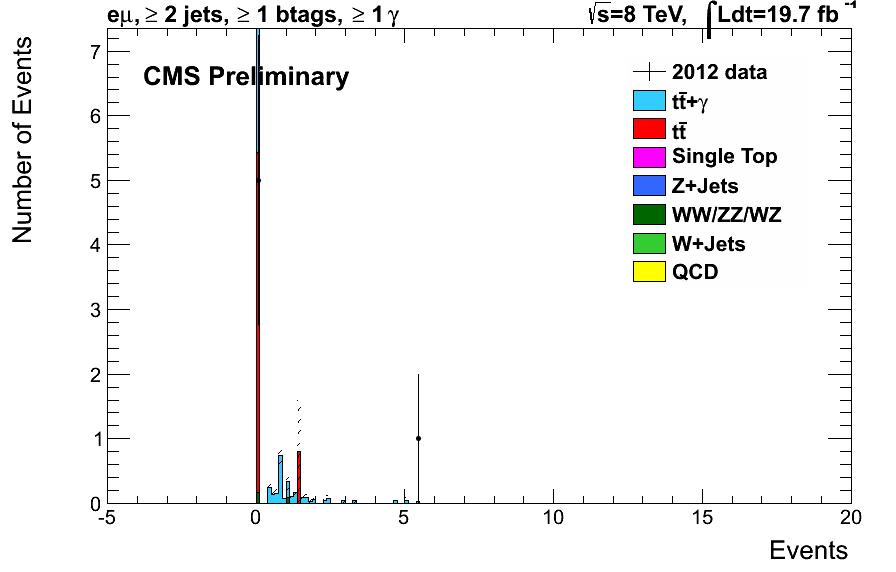 eμ, ≥ 2 jets, ≥ 1 btags, ≥ 1 γ
√s=8 TeV, ∫Ldt=19.7 fb⁻¹
CMS Preliminary
2012 data
tt̄+γ
tt̄
Single Top
Z+Jets
WW/ZZ/WZ
W+Jets
QCD
Number of Events
7
6
5
4
3
2
1
0
-5 0 5 10 15 20
Events